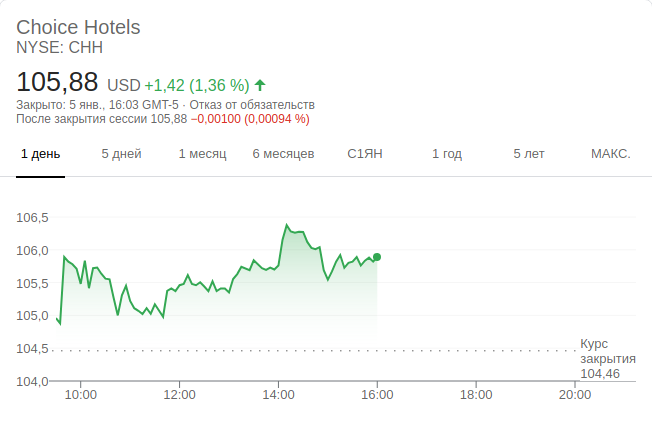 Choice Hotels
NYSE: CHH
105,88 USD +1,42 (1,36 %)
Закрыто: 5 янв., 16:03 GMT-5 · Отказ от обязательств
После закрытия сессии 105,88 −0,00100 (0,00094 %)
1 день 5 дней 1 месяц 6 месяцев С1ЯН 1 год 5 лет МАКС.
106,5
106,0
105,5
105,0
104,5
104,0
Курс
закрытия
104,46
10:00 12:00 14:00 16:00 18:00 20:00